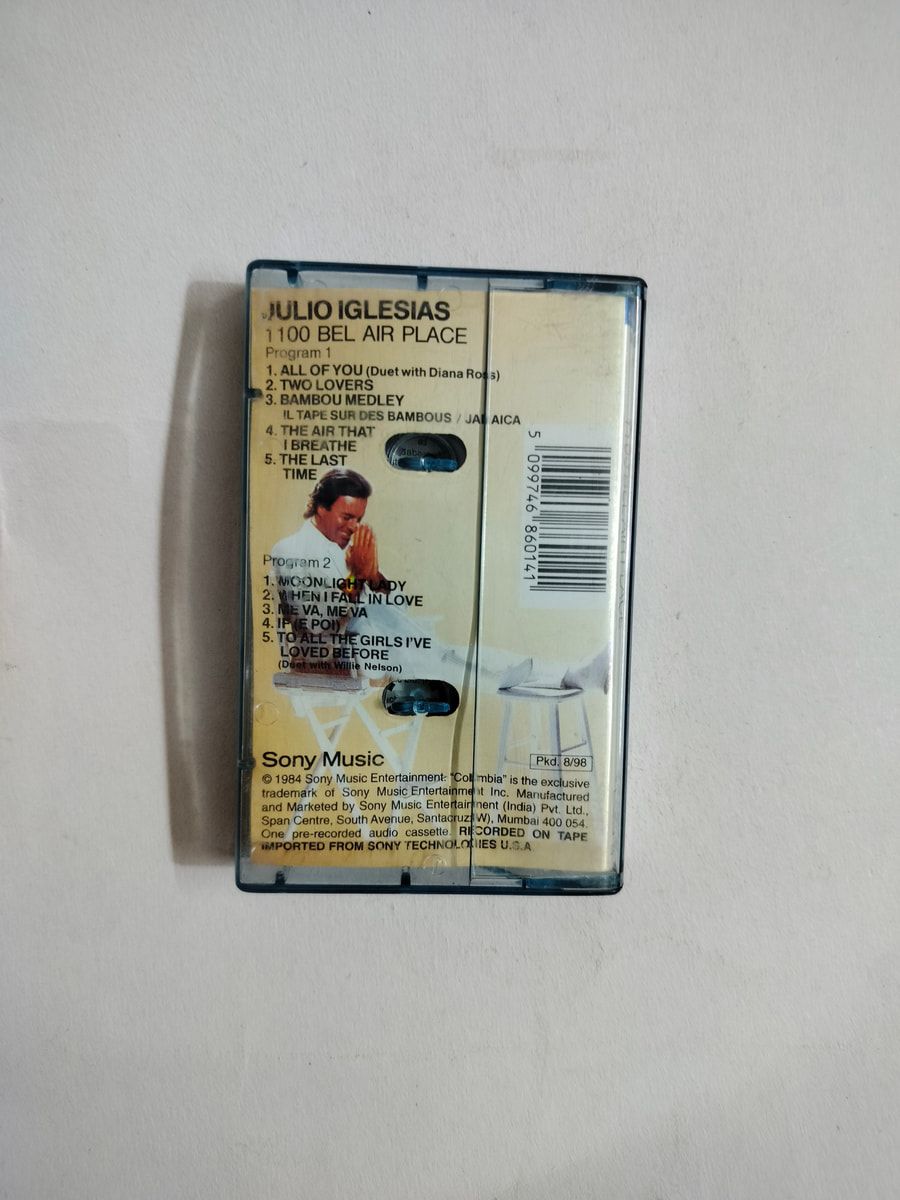 JULIO IGLESIAS
1100 BEL AIR PLACE
Program 1
1. ALL OF YOU (Duet with Diana Ross)
2. TWO LOVERS
3. BAMBOU MEDLEY
IL TAPE SUR DES BAMBOUS / JAMAICA
4. THE AIR THAT
I BREATHE
5. THE LAST
TIME
Program 2
1. MOONLIGHT LADY
2. WHEN I FALL IN LOVE
3. ME VA, ME VA
4. IF (E POI)
5. TO ALL THE GIRLS I'VE
LOVED BEFORE
(Duet with Willie Nelson)
5 099746 860141
Sony Music
Pkd. 8/98
© 1984 Sony Music Entertainment. "Columbia" is the exclusive
trademark of Sony Music Entertainment Inc. Manufactured
and Marketed by Sony Music Entertainment (India) Pvt. Ltd.,
Span Centre, South Avenue, Santacruz(W), Mumbai 400 054.
One pre-recorded audio cassette. RECORDED ON TAPE
IMPORTED FROM SONY TECHNOLOGIES U.S.A